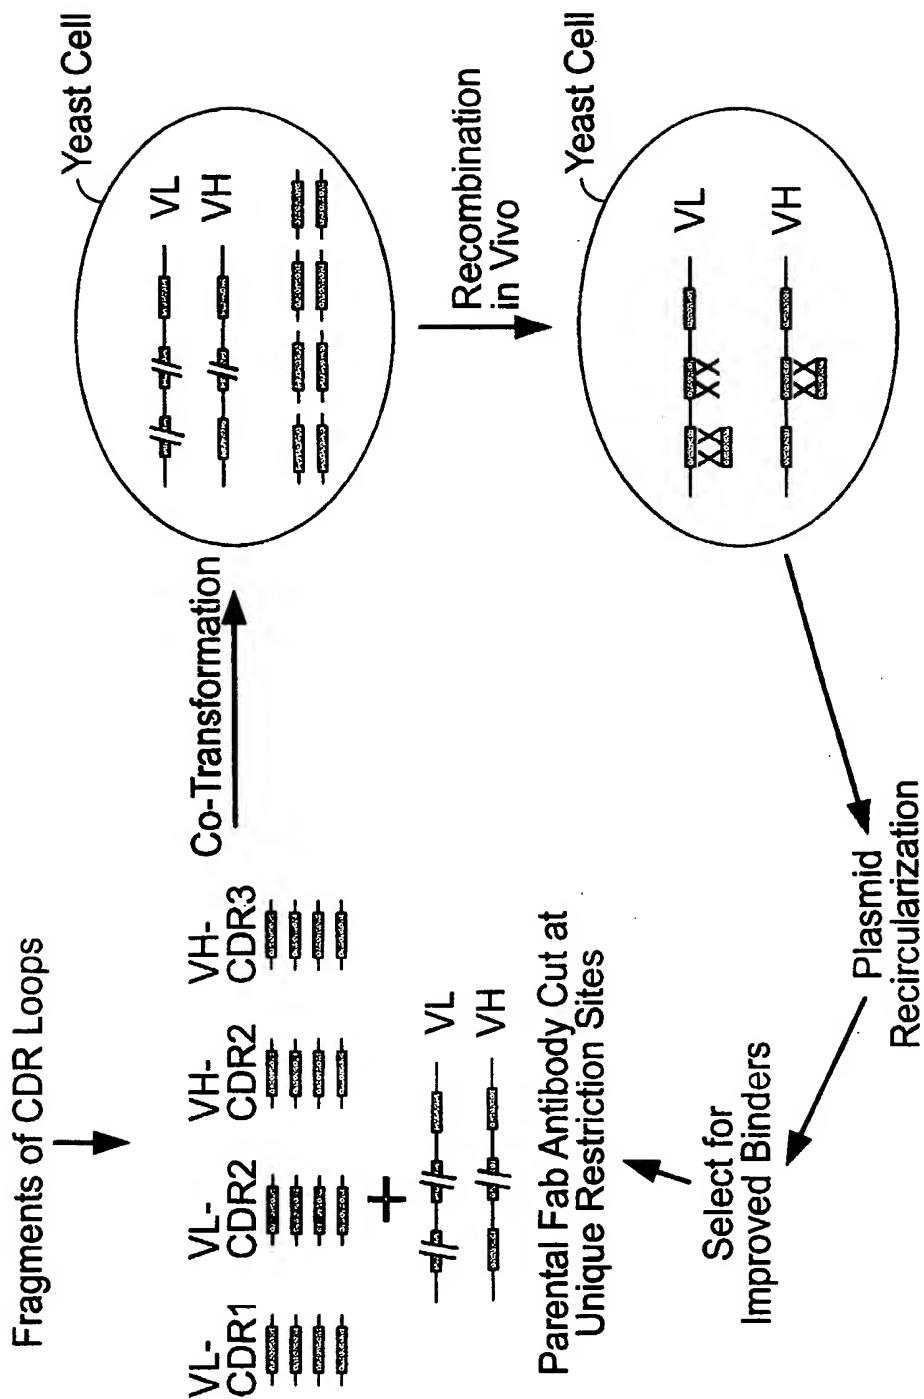 Fragments of CDR Loops
VL-
CDR1
VL-
CDR2
VH-
CDR2
VH-
CDR3
+
VL
VH
Parental Fab Antibody Cut at
Unique Restriction Sites
Co-Transformation
Yeast Cell
VL
VH
Recombination
in Vivo
Yeast Cell
VL
VH
Plasmid
Recircularization
Select for
Improved Binders